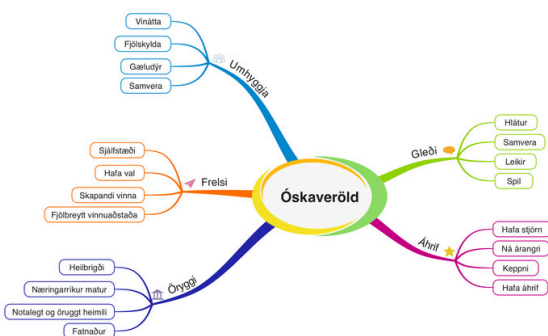 Óskaveröld
Umhyggja
Vinátta
Fjölskylda
Gæludýr
Samvera
Frelsi
Sjálfstæði
Hafa val
Skapandi vinna
Fjölbreytt vinnuaðstaða
Öryggi
Heilbrigði
Næringarríkur matur
Notalegt og öruggt heimili
Fatnaður
Gleði
Hlátur
Samvera
Leikir
Spil
Áhrif
Hafa stjórn
Ná árangri
Keppni
Hafa áhrif